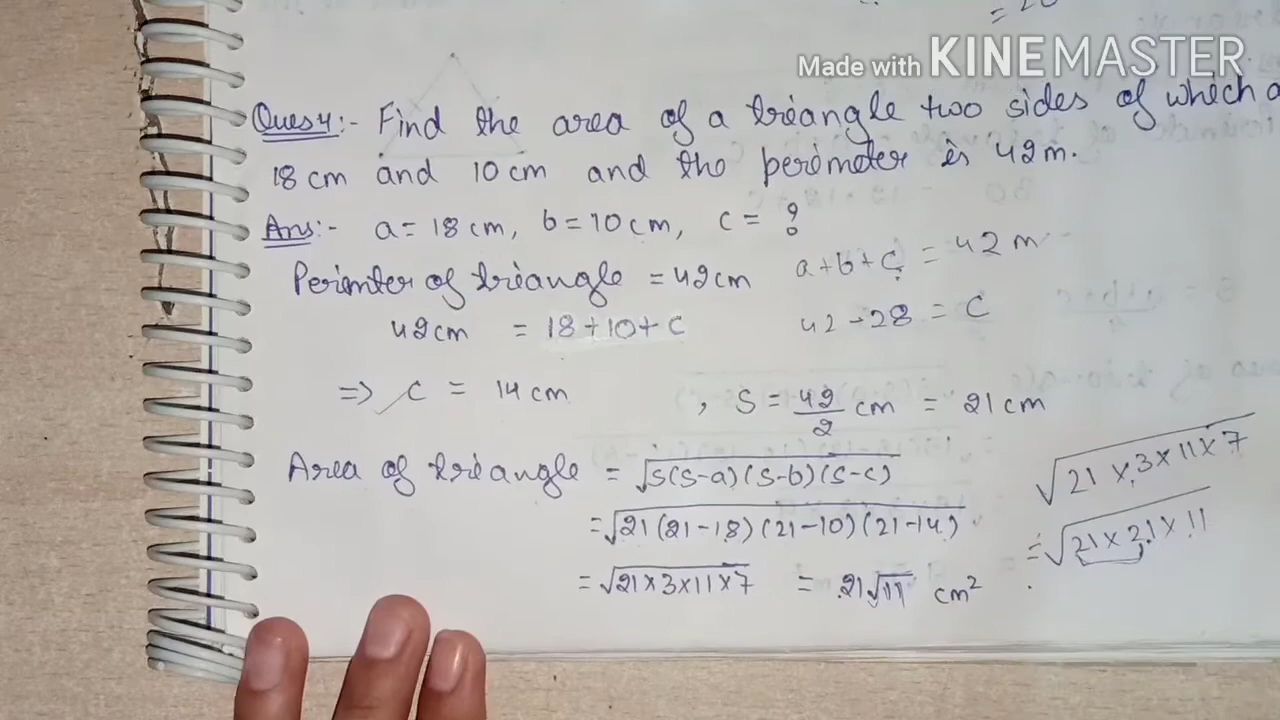 = 20
Made with KINEMASTER
Ques4:- Find the area of a triangle two sides of which a
18 cm and 10 cm and the perimeter is 42 m.
Ans:- a = 18 cm, b = 10 cm, c = ?
Perimter of triangle = 42 cm
a + b + c = 42 m
42 cm = 18 + 10 + c
42 - 28 = C
=> c = 14 cm , S = 42/2 cm = 21 cm
Area of triangle = √s(s-a)(s-b)(s-c)
√21 × 3 × 11 × 7
= √21(21-18)(21-10)(21-14)
= √21 × 21 × 11
= √21×3×11×7 = 21√11 cm²